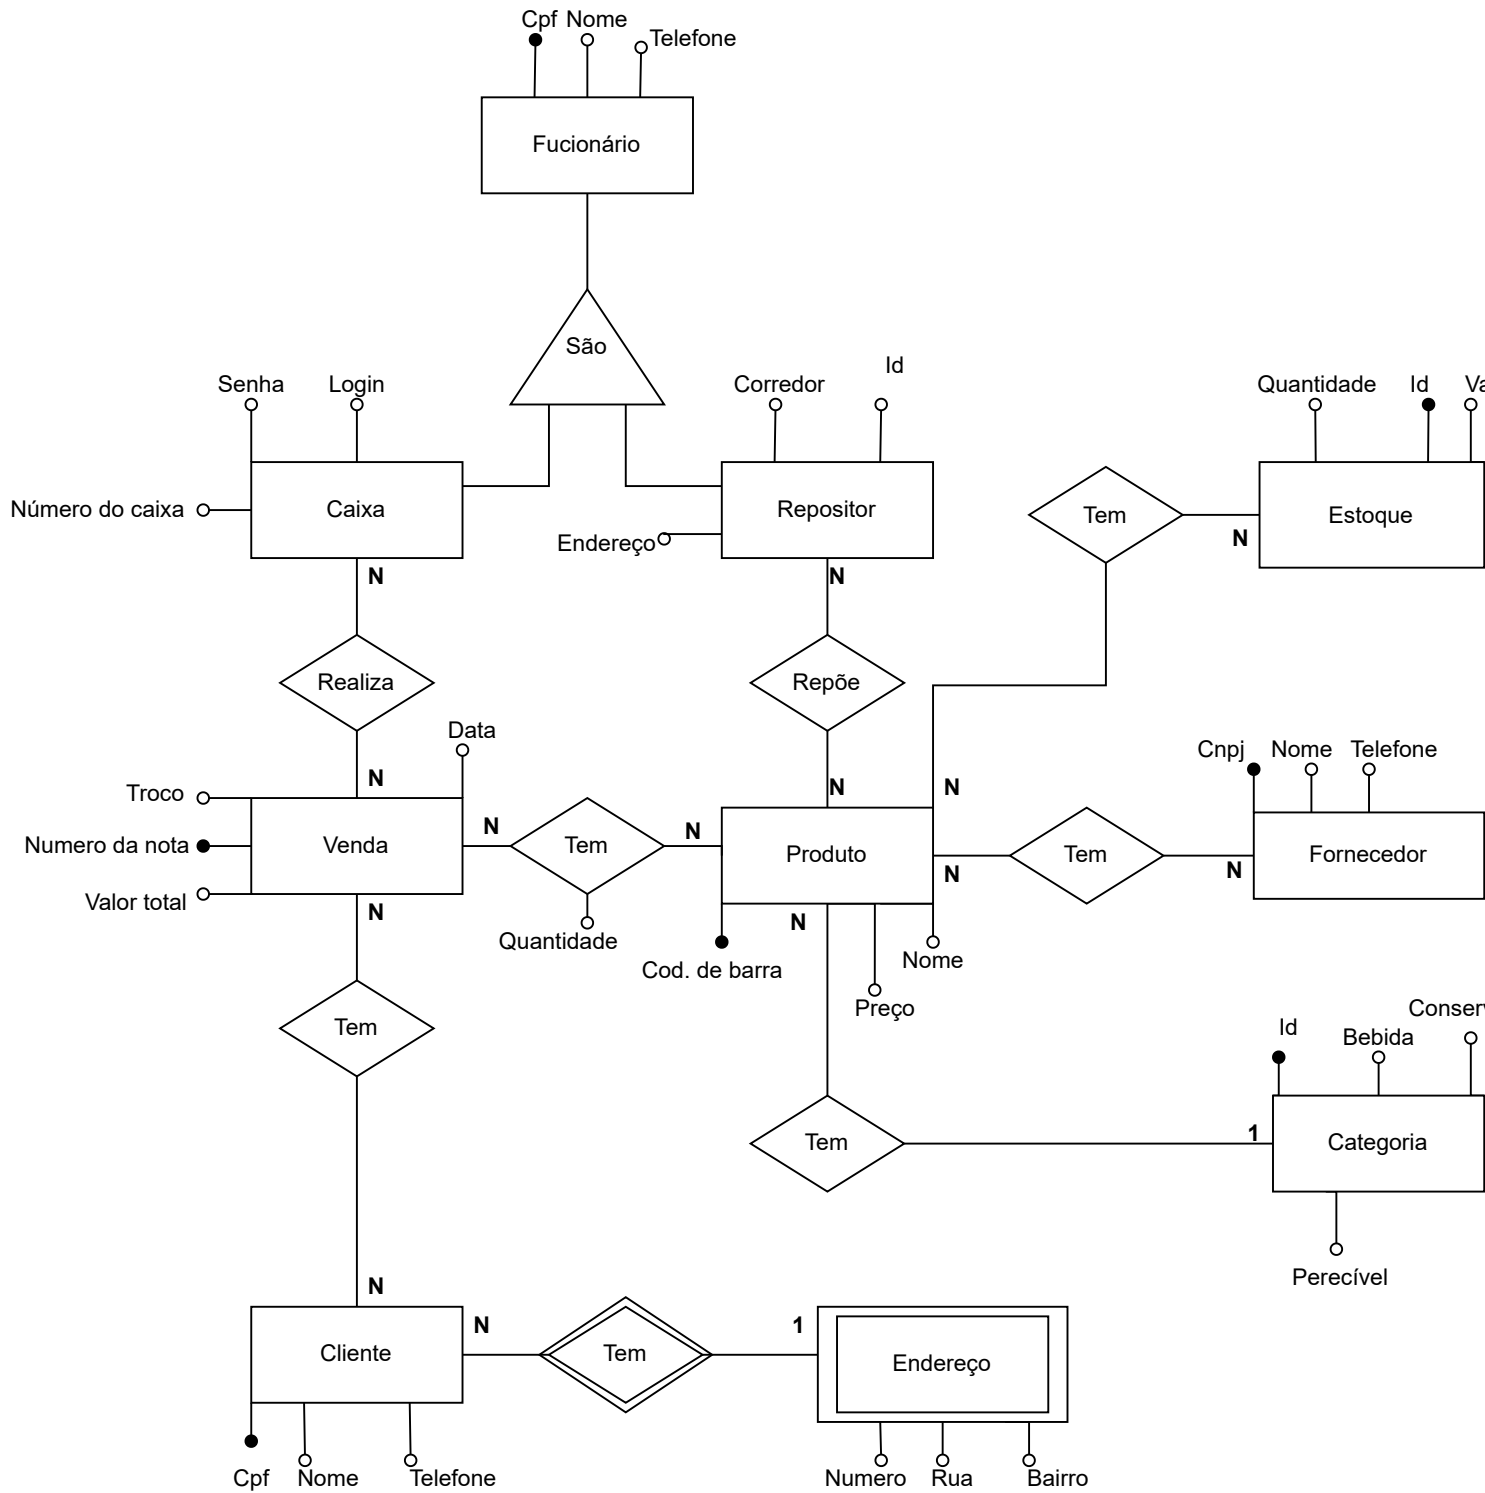 Cpf Nome
Telefone
Fucionário
São
Senha
Login
Corredor
Id
Quantidade
Id
Número do caixa
Caixa
Repositor
Endereço
Tem
N
Estoque
N
N
Realiza
Repõe
Data
N
N
N
Cnpj
Nome
Telefone
Troco
Numero da nota
Venda
N
Tem
N
Produto
N
Tem
N
Fornecedor
Valor total
N
Quantidade
Cod. de barra
N
Nome
Preço
Tem
Id
Bebida
Tem
1
Categoria
Perecível
N
Cliente
N
Tem
1
Endereço
Cpf
Nome
Telefone
Numero
Rua
Bairro